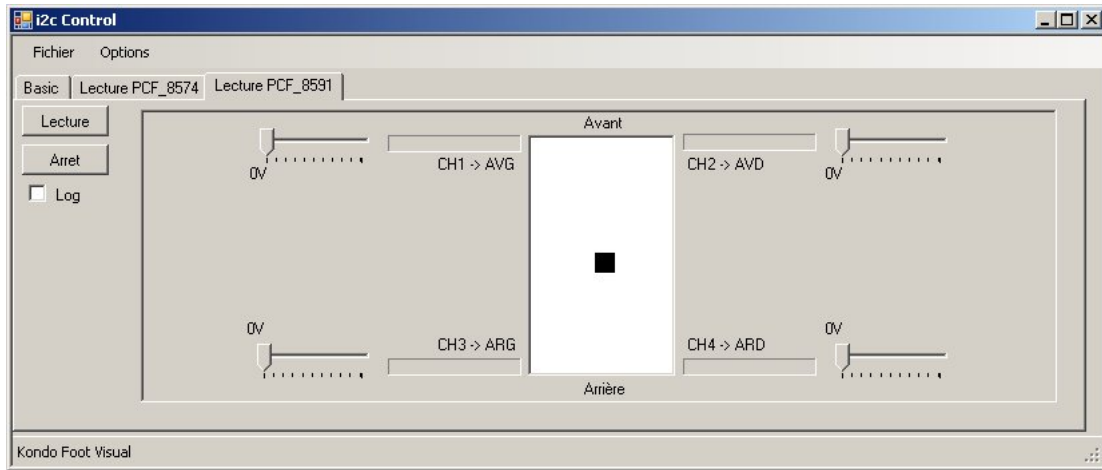 i2c Control
Fichier Options
Basic Lecture PCF_8574 Lecture PCF_8591
Lecture
Arret
Log
Avant
0V CH1 -> AVG CH2 -> AVD 0V
0V CH3 -> ARG CH4 -> ARD 0V
Arrière
Kondo Foot Visual